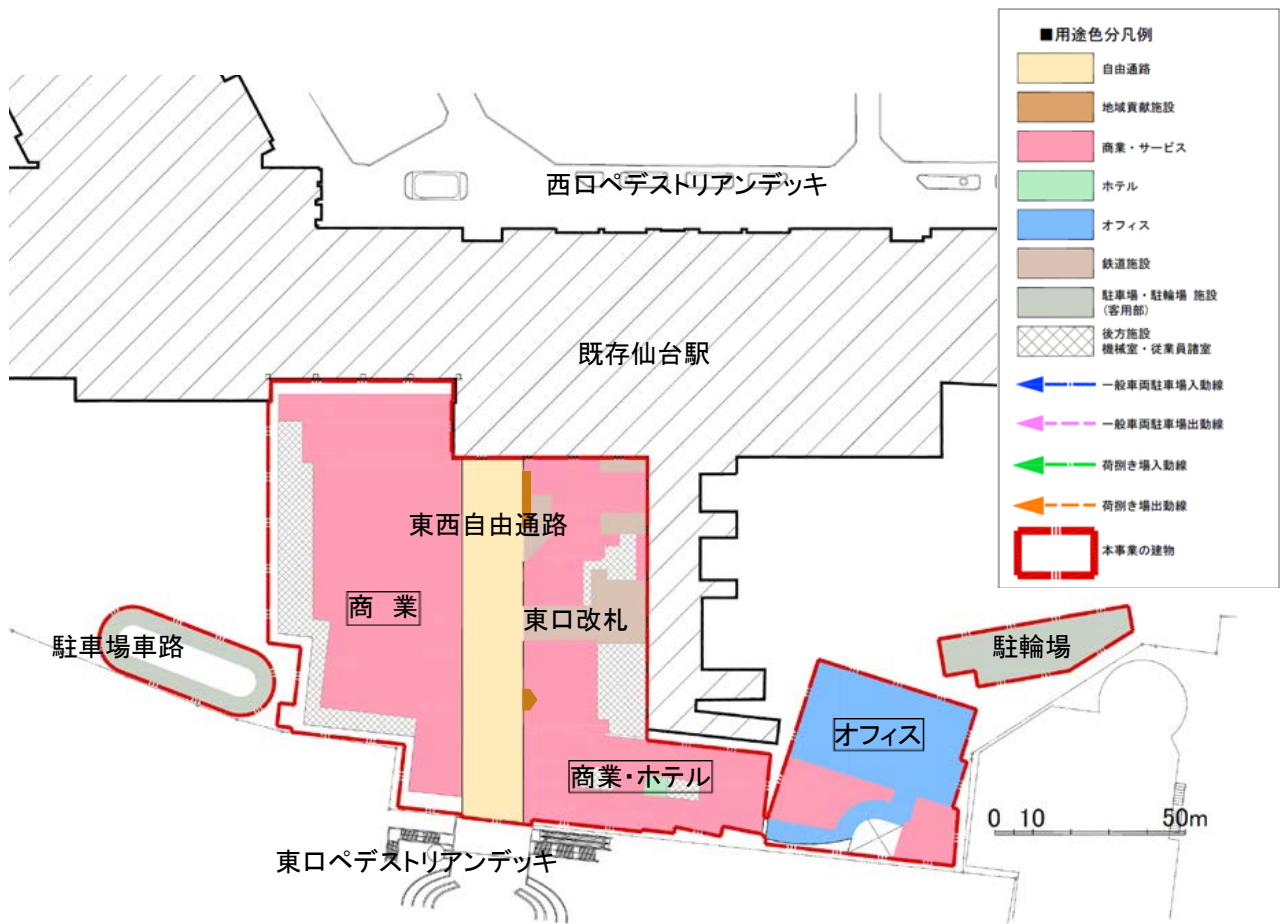 ■用途色分凡例
自由通路
地域貢献施設
商業・サービス
ホテル
オフィス
鉄道施設
駐車場・駐輪場 施設
(客用部)
後方施設
機械室・従業員諸室
一般車両駐車場入動線
一般車両駐車場出動線
荷捌き場入動線
荷捌き場出動線
本事業の建物
西口ペデストリアンデッキ
既存仙台駅
東西自由通路
商 業
東口改札
駐車場車路
駐輪場
オフィス
商業・ホテル
0 10 50m
東口ペデストリアンデッキ